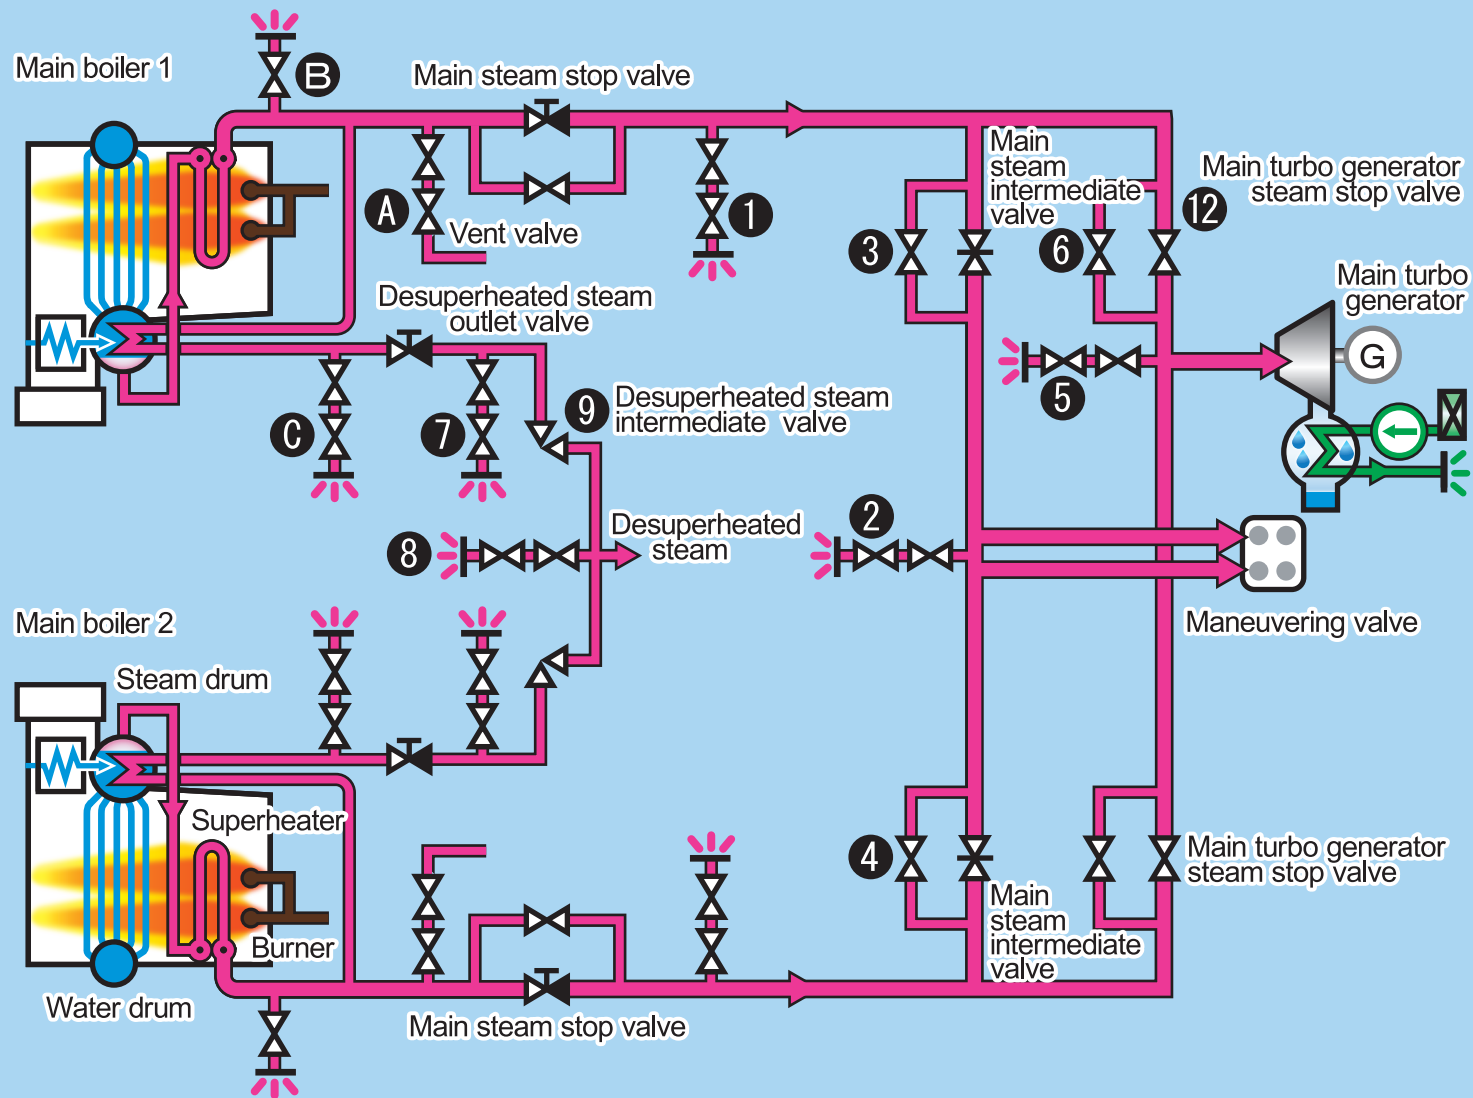 B
Main boiler 1
Main steam stop valve
A
Vent valve
1
Main
steam
intermediate
valve
3
6
12
Main turbo generator
steam stop valve
Main turbo
generator
G
Desuperheated steam
outlet valve
C
7
9
Desuperheated steam
intermediate valve
5
8
Desuperheated
steam
2
Maneuvering valve
Main boiler 2
Steam drum
Superheater
Burner
Water drum
Main steam stop valve
4
Main
steam
intermediate
valve
Main turbo generator
steam stop valve